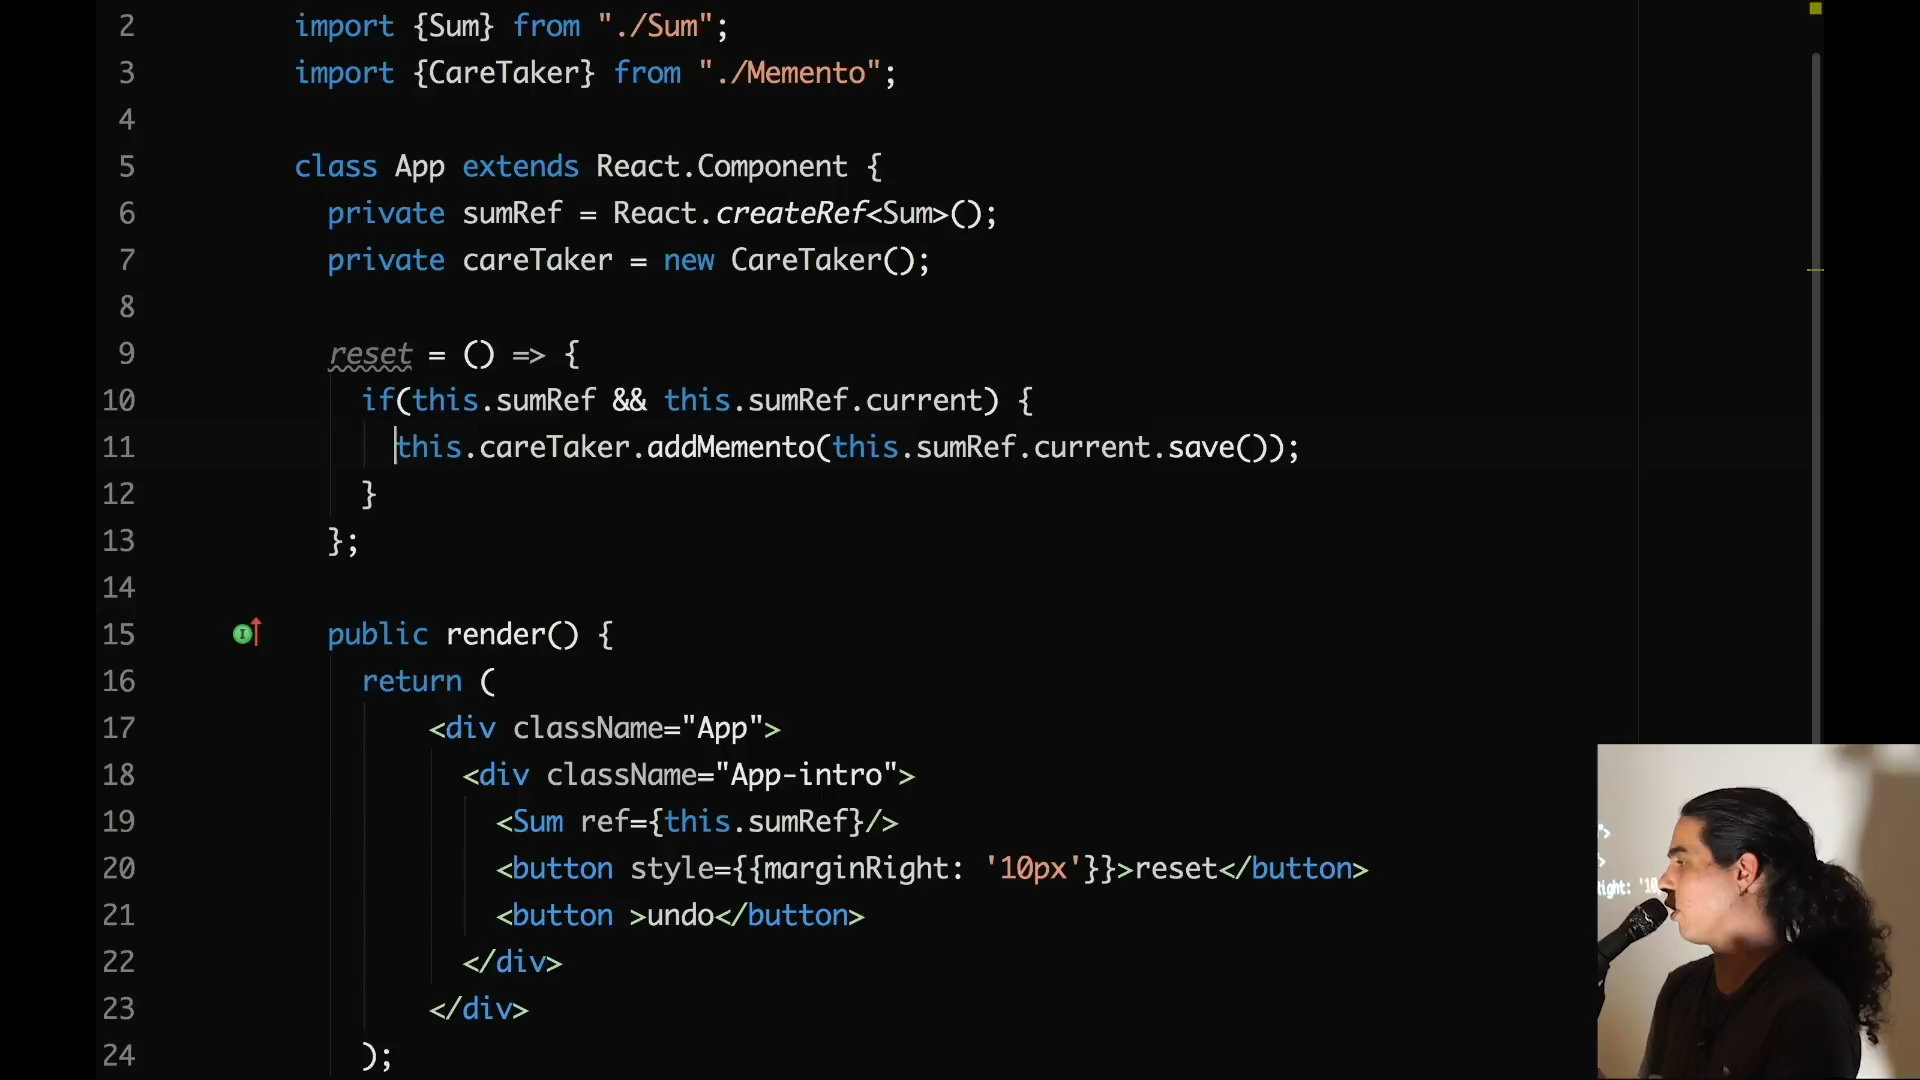 2 import {Sum} from "./Sum";
3 import {CareTaker} from "./Memento";
4
5 class App extends React.Component {
6 private sumRef = React.createRef<Sum>();
7 private careTaker = new CareTaker();
8
9 reset = () => {
10 if(this.sumRef && this.sumRef.current) {
11 this.careTaker.addMemento(this.sumRef.current.save());
12 }
13 };
14
15 public render() {
16 return (
17 <div className="App">
18 <div className="App-intro">
19 <Sum ref={this.sumRef}/>
20 <button style={{marginRight: '10px'}}>reset</button>
21 <button >undo</button>
22 </div>
23 </div>
24 );